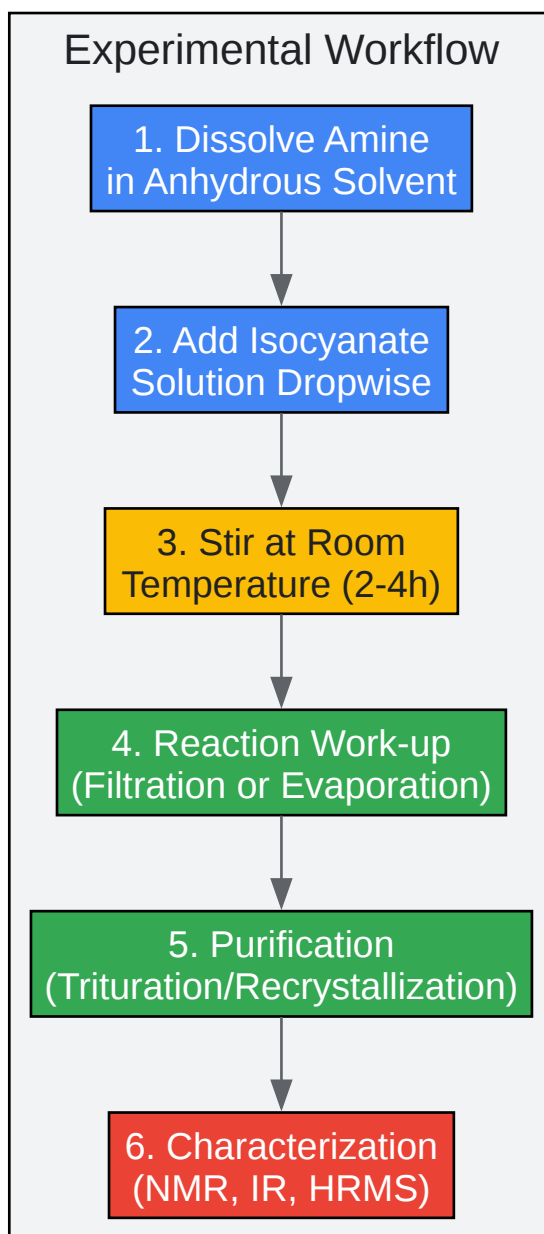 Experimental Workflow
1. Dissolve Amine
in Anhydrous Solvent
2. Add Isocyanate
Solution Dropwise
3. Stir at Room
Temperature (2-4h)
4. Reaction Work-up
(Filtration or Evaporation)
5. Purification
(Trituration/Recrystallization)
6. Characterization
(NMR, IR, HRMS)